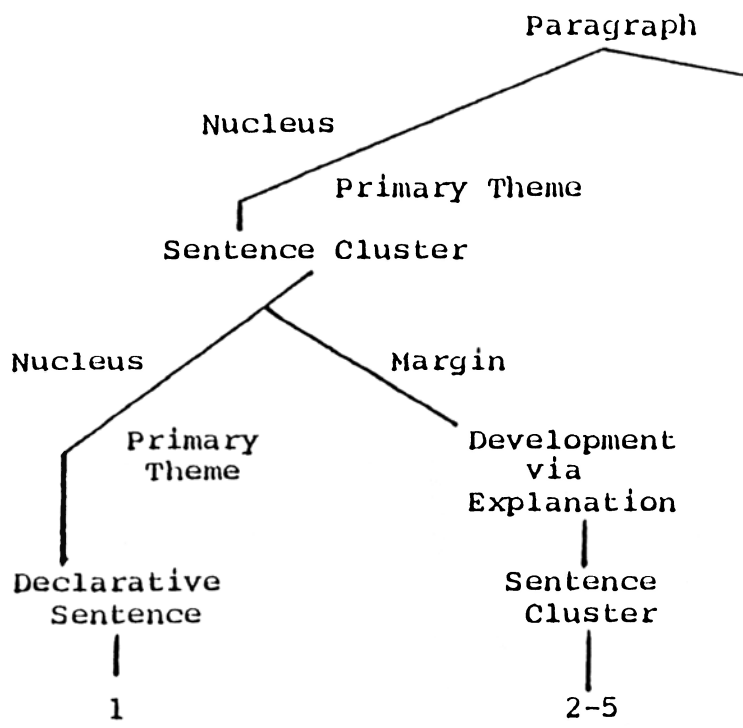 Paragraph
Nucleus
Primary Theme
Sentence Cluster
Nucleus
Margin
Primary
Theme
Development
via
Explanation
Declarative
Sentence
Sentence
Cluster
1
2-5